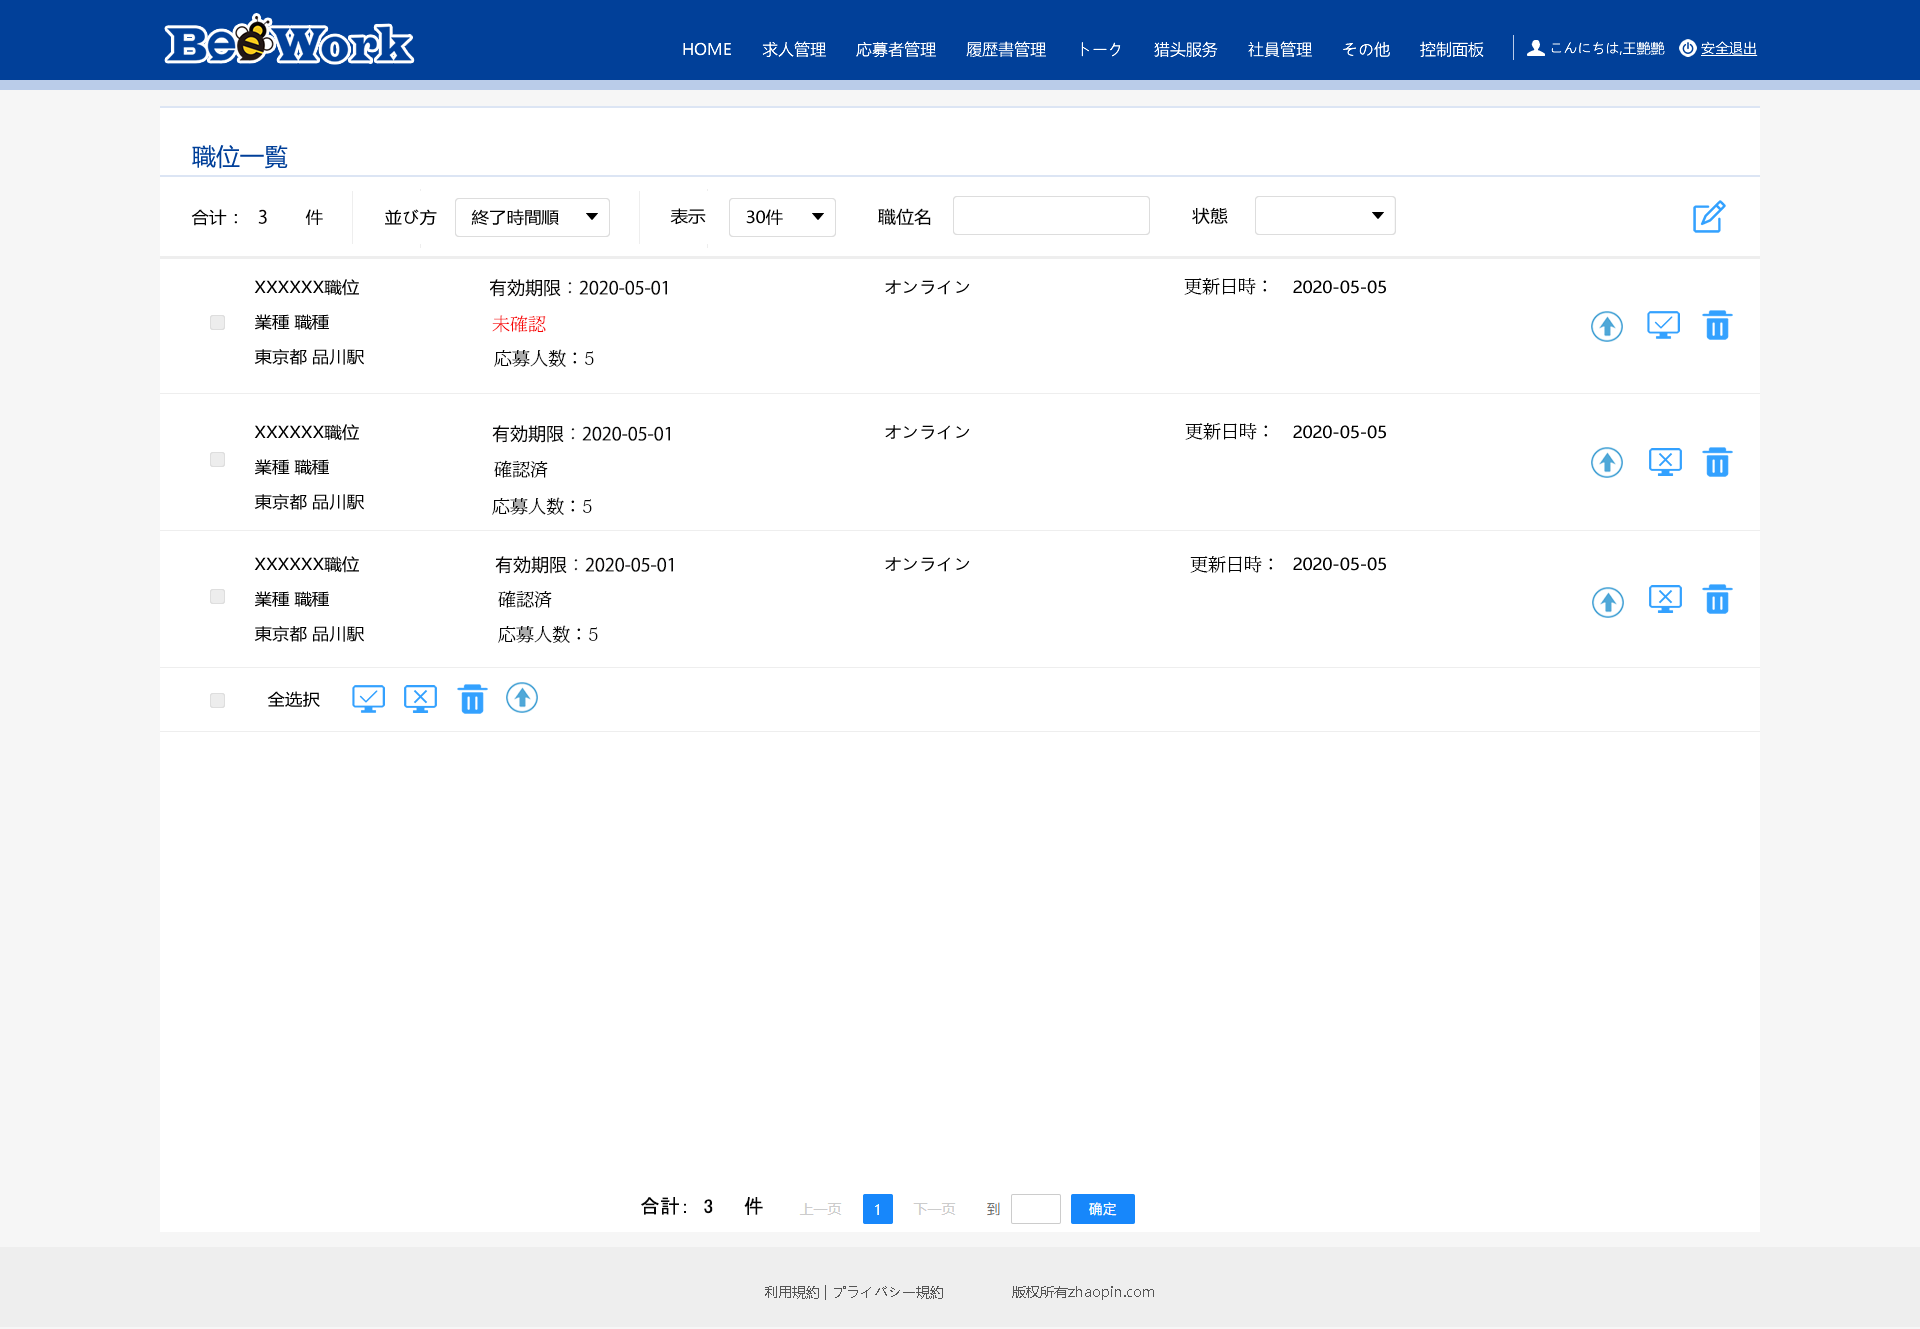 BeeWork HOME 求人管理 応募者管理 履歴書管理 トーク 猎头服务 社員管理 その他 控制面板 こんにちは,王艶艶 安全退出
職位一覧
合计： 3 件 並び方 終了時間順 表示 30件 職位名 状態
XXXXXX職位 有効期限：2020-05-01 オンライン 更新日時： 2020-05-05
業種 職種 未確認
東京都 品川駅 応募人数：5
XXXXXX職位 有効期限：2020-05-01 オンライン 更新日時： 2020-05-05
業種 職種 確認済
東京都 品川駅 応募人数：5
XXXXXX職位 有効期限：2020-05-01 オンライン 更新日時： 2020-05-05
業種 職種 確認済
東京都 品川駅 応募人数：5
全选択
合計: 3 件 上一页 1 下一页 到 确定
利用規約 | プライバシー規約 版权所有zhaopin.com